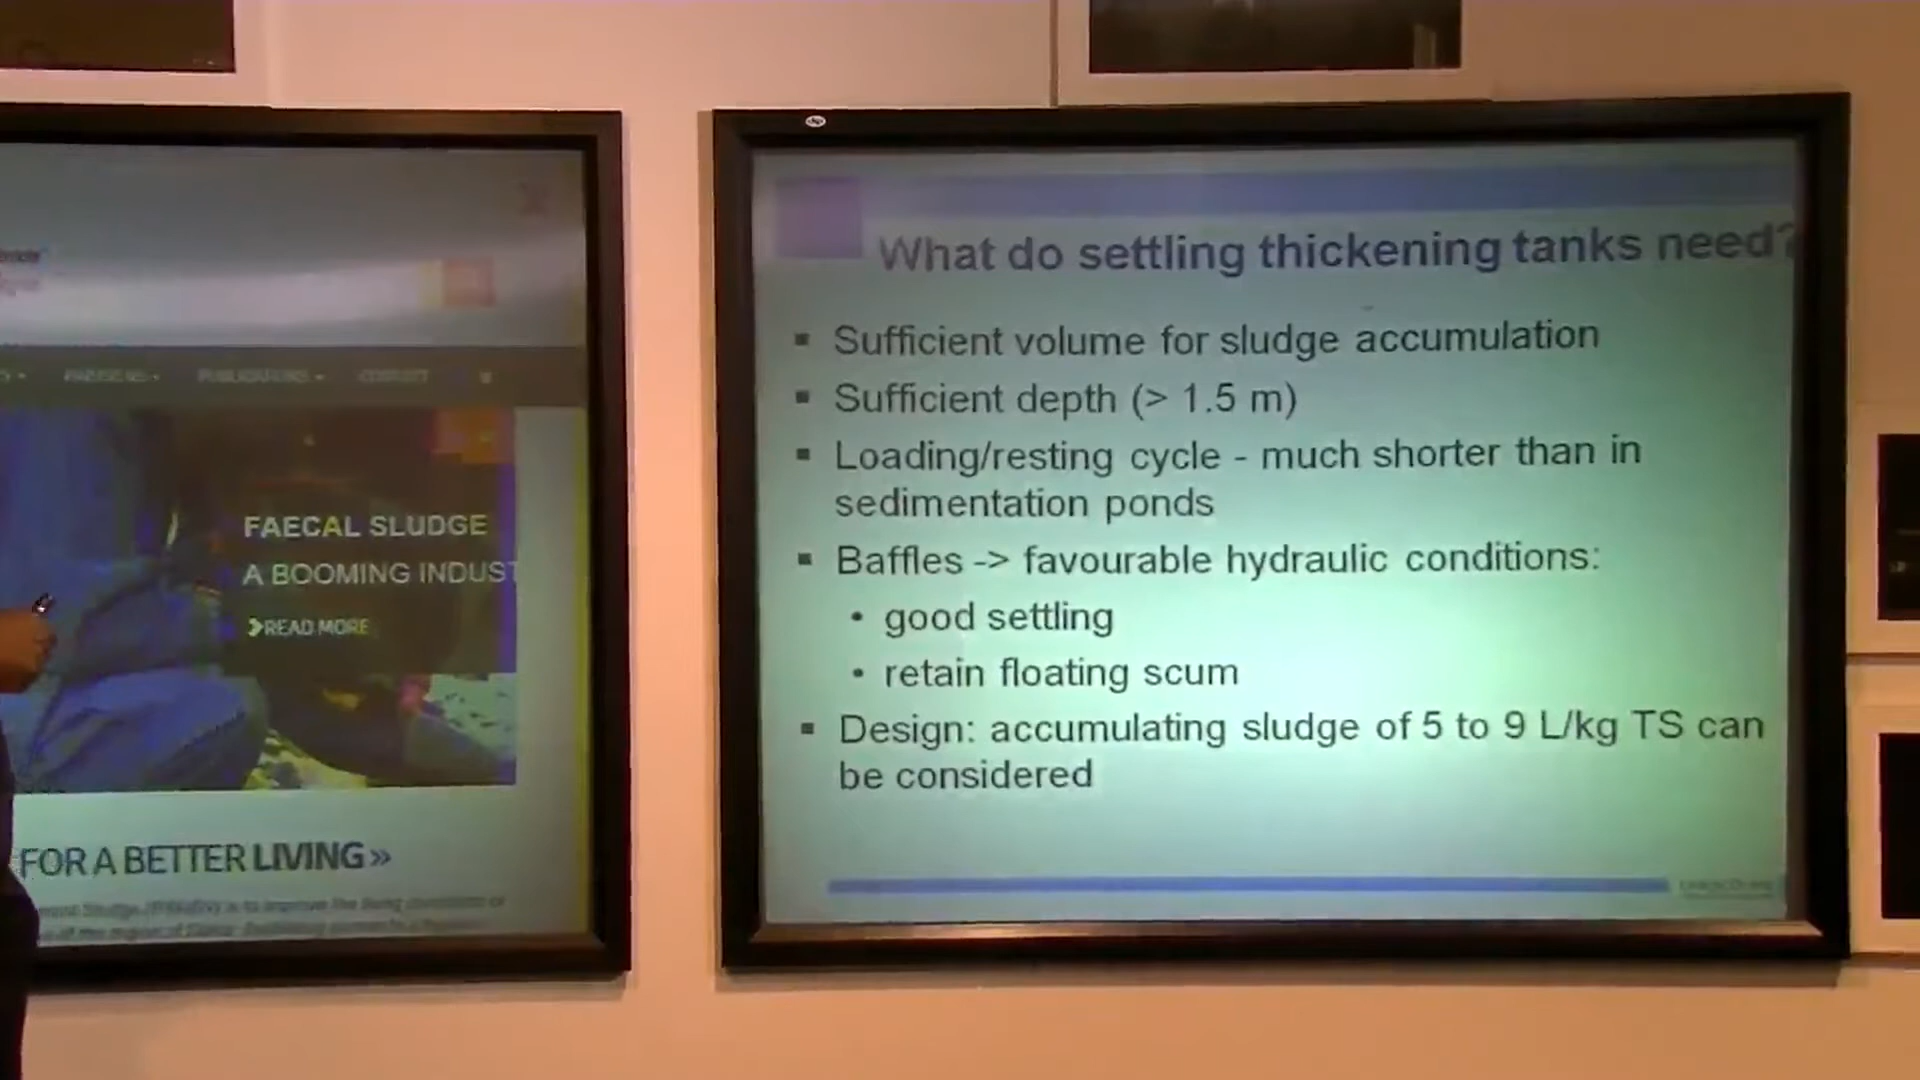 PUBLICATIONS
CONTACT
FAECAL SLUDGE
A BOOMING INDUST
READ MORE
FOR A BETTER LIVING »
What do settling thickening tanks need?
▪ Sufficient volume for sludge accumulation
▪ Sufficient depth (> 1.5 m)
▪ Loading/resting cycle - much shorter than in
sedimentation ponds
▪ Baffles -> favourable hydraulic conditions:
• good settling
• retain floating scum
▪ Design: accumulating sludge of 5 to 9 L/kg TS can
be considered